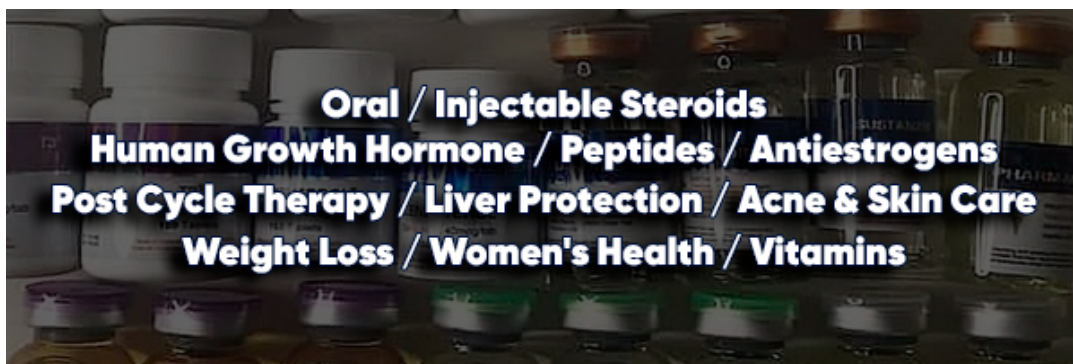 Oral / Injectable Steroids
Human Growth Hormone / Peptides / Antiestrogens
Post Cycle Therapy / Liver Protection / Acne & Skin Care
Weight Loss / Women's Health / Vitamins